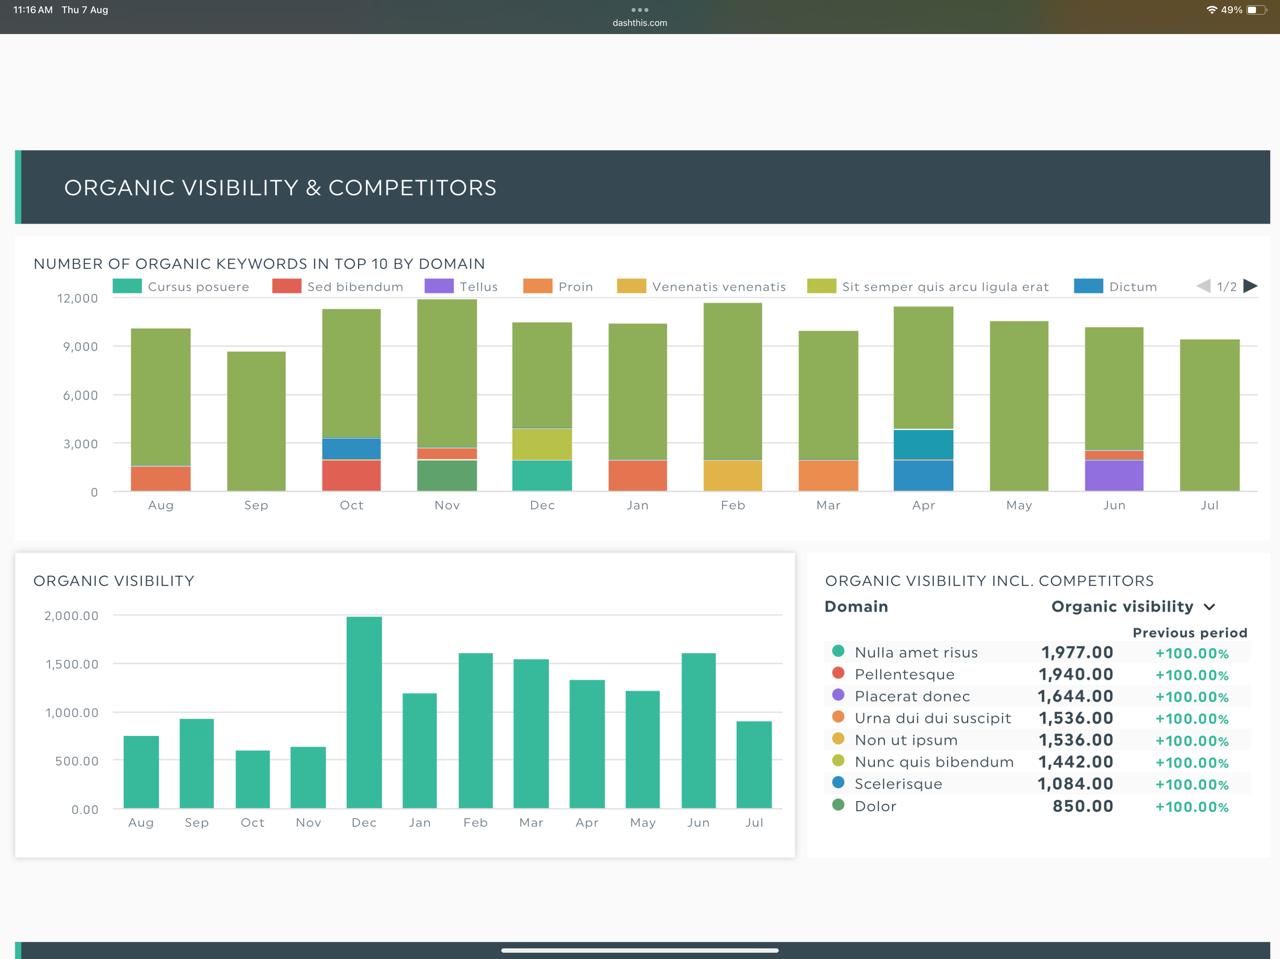 11:16 AM Thu 7 Aug
dashthis.com
49%
ORGANIC VISIBILITY & COMPETITORS
NUMBER OF ORGANIC KEYWORDS IN TOP 10 BY DOMAIN
Cursus posuere Sed bibendum Tellus Proin Venenatis venenatis Sit semper quis arcu ligula erat Dictum 1/2
12,000
9,000
6,000
3,000
0
Aug Sep Oct Nov Dec Jan Feb Mar Apr May Jun Jul
ORGANIC VISIBILITY
2,000.00
1,500.00
1,000.00
500.00
0.00
Aug Sep Oct Nov Dec Jan Feb Mar Apr May Jun Jul
ORGANIC VISIBILITY INCL. COMPETITORS
Domain Organic visibility
Previous period
Nulla amet risus 1,977.00 +100.00%
Pellentesque 1,940.00 +100.00%
Placerat donec 1,644.00 +100.00%
Urna dui dui suscipit 1,536.00 +100.00%
Non ut ipsum 1,536.00 +100.00%
Nunc quis bibendum 1,442.00 +100.00%
Scelerisque 1,084.00 +100.00%
Dolor 850.00 +100.00%